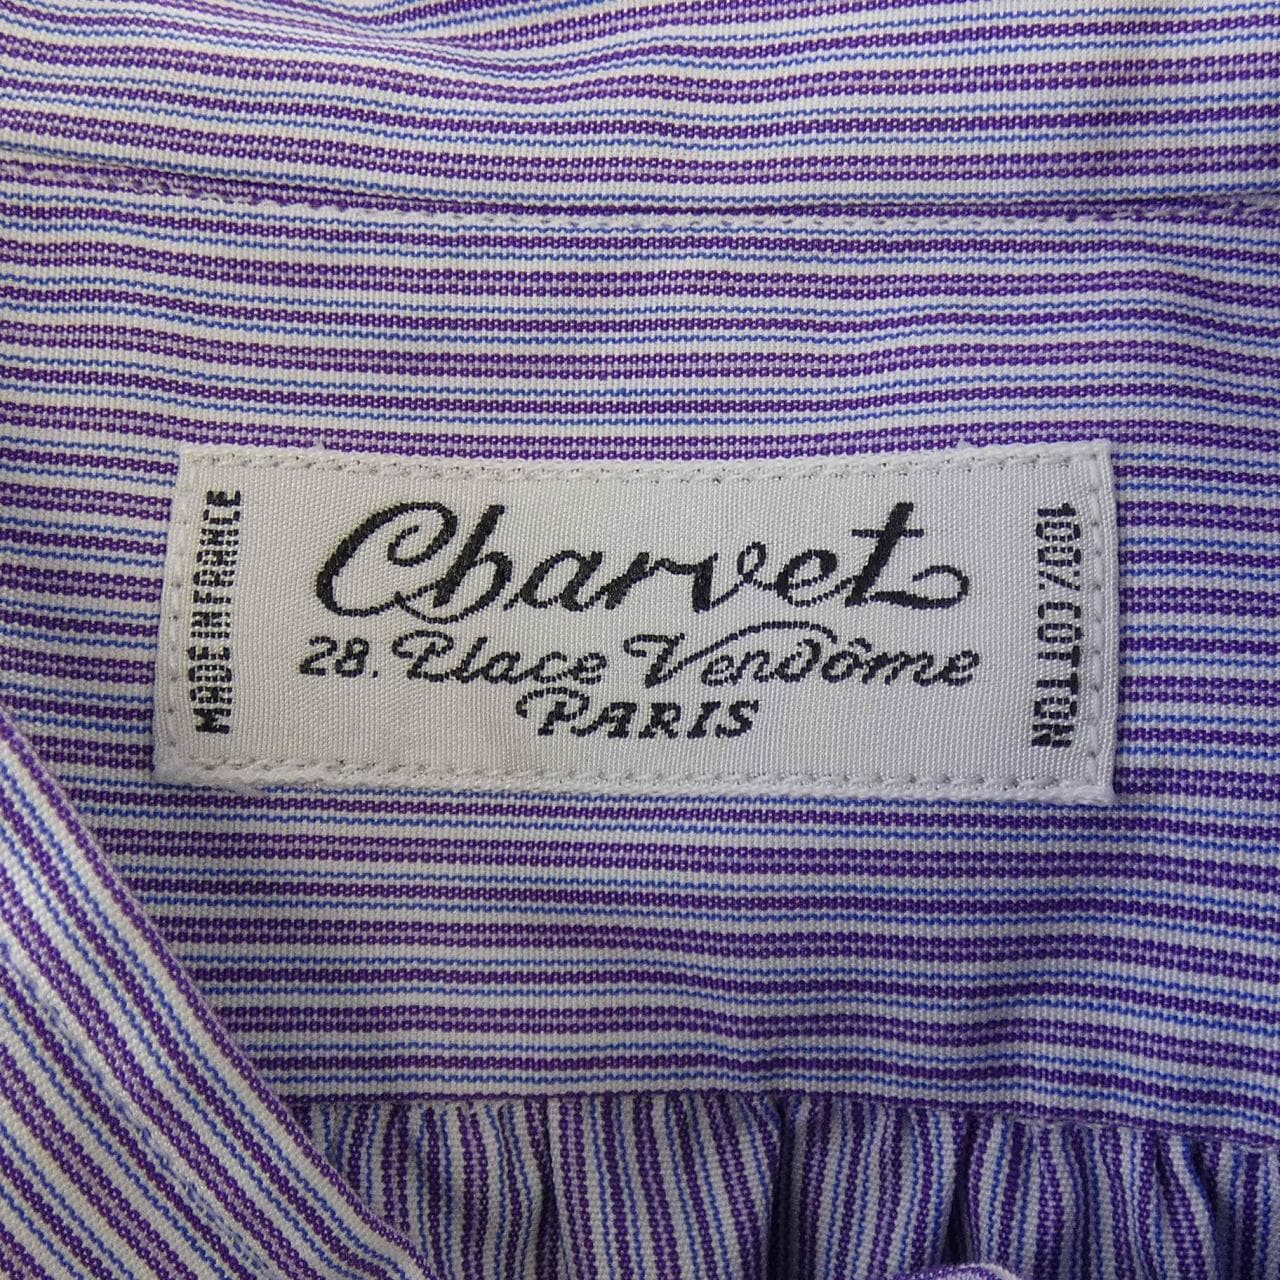 MADE IN FRANCE
Charvet
28. Place Vendôme
PARIS
100% COTTON